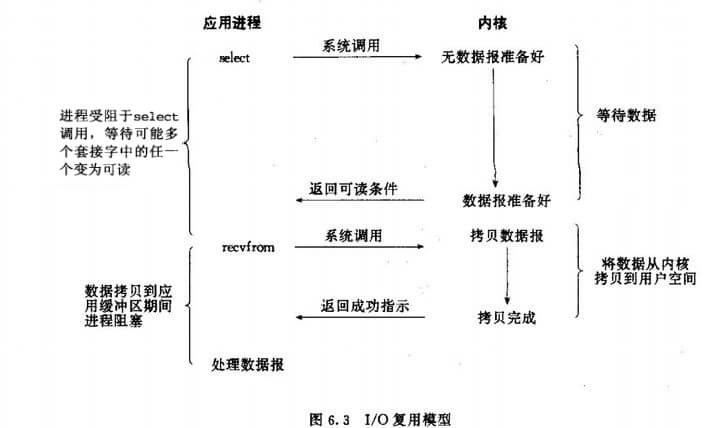 应用进程
内核
select
系统调用
无数据报准备好
进程受阻于select
调用，等待可能多
个套接字中的任一
个变为可读
等待数据
返回可读条件
数据报准备好
recvfrom
系统调用
拷贝数据报
数据拷贝到应
用缓冲区期间
进程阻塞
将数据从内核
拷贝到用户空间
返回成功指示
拷贝完成
处理数据报
图 6.3 I/O 复用模型